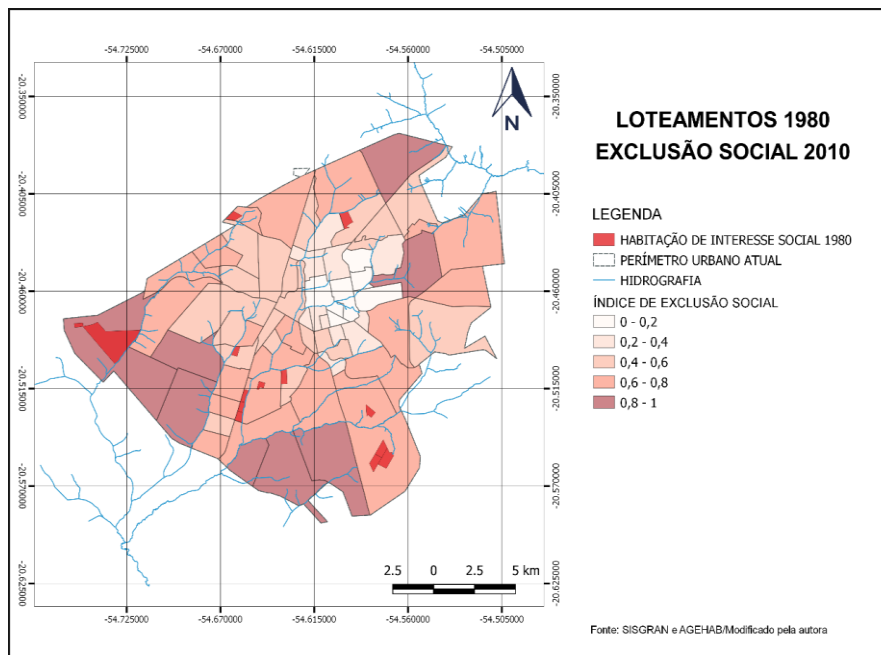 -54.725000 -54.670000 -54.615000 -54.560000 -54.505000
-20.350000 -20.350000
-20.405000 -20.405000
-20.460000 -20.460000
-20.515000 -20.515000
-20.570000 -20.570000
-20.625000 -20.625000
N
2.5 0 2.5 5 km
-54.725000 -54.670000 -54.615000 -54.560000 -54.505000
LOTEAMENTOS 1980
EXCLUSÃO SOCIAL 2010
LEGENDA
HABITAÇÃO DE INTERESSE SOCIAL 1980
PERÍMETRO URBANO ATUAL
HIDROGRAFIA
ÍNDICE DE EXCLUSÃO SOCIAL
0 - 0,2
0,2 - 0,4
0,4 - 0,6
0,6 - 0,8
0,8 - 1
Fonte: SISGRAN e AGEHAB/Modificado pela autora